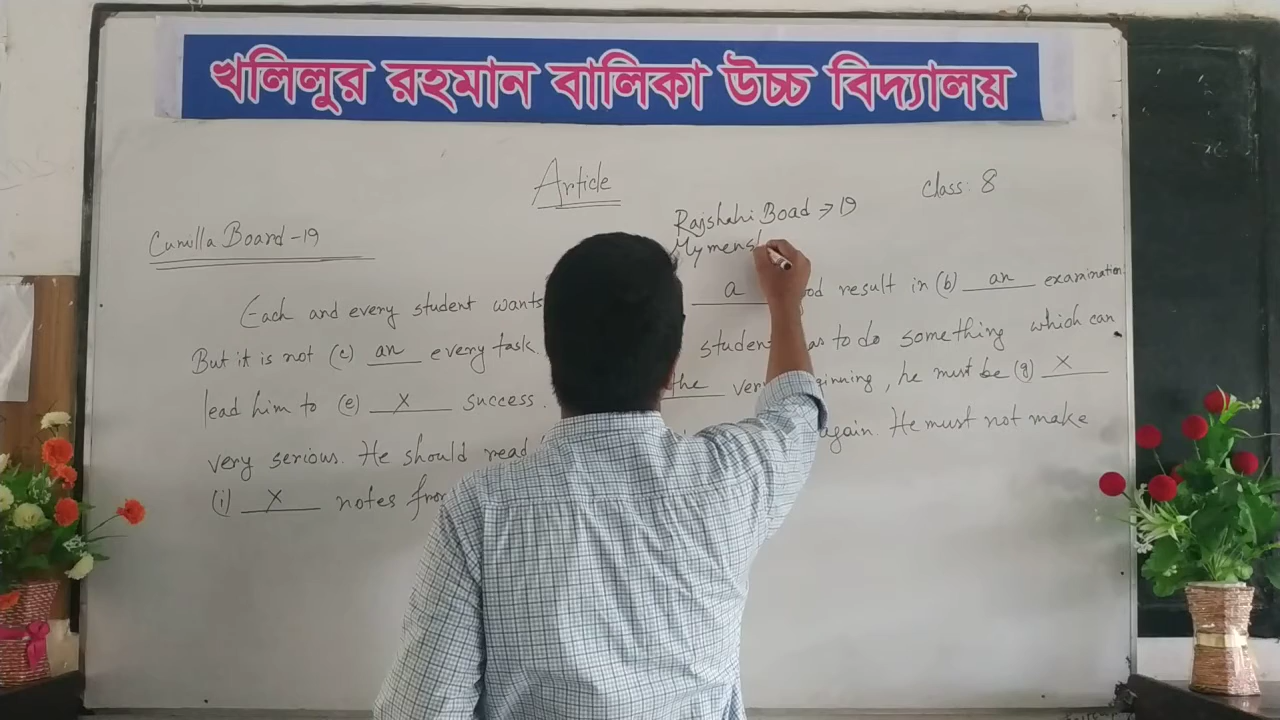 খলিলুর রহমান বালিকা উচ্চ বিদ্যালয়
Article
Class: 8
Cumilla Board - 19
Rajshahi Boad → 19
Mymens
Each and every student wants a good result in (b) an examination.
But it is not (c) an every task. student has to do something which can
lead him to (e) X success. the very beginning, he must be (g) X
very serious. He should read again. He must not make
(i) X notes from